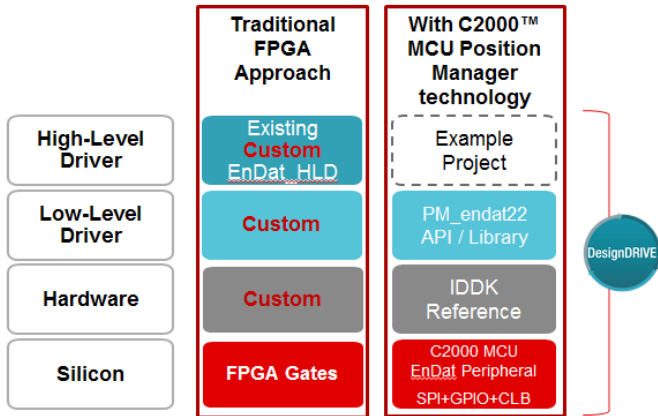 Traditional
FPGA
Approach
With C2000™
MCU Position
Manager
technology
High-Level
Driver
Existing
Custom
EnDat_HLD
Example
Project
Low-Level
Driver
Custom
PM_endat22
API / Library
DesignDRIVE
Hardware
Custom
IDDK
Reference
Silicon
FPGA Gates
C2000 MCU
EnDat Peripheral
SPI+GPIO+CLB